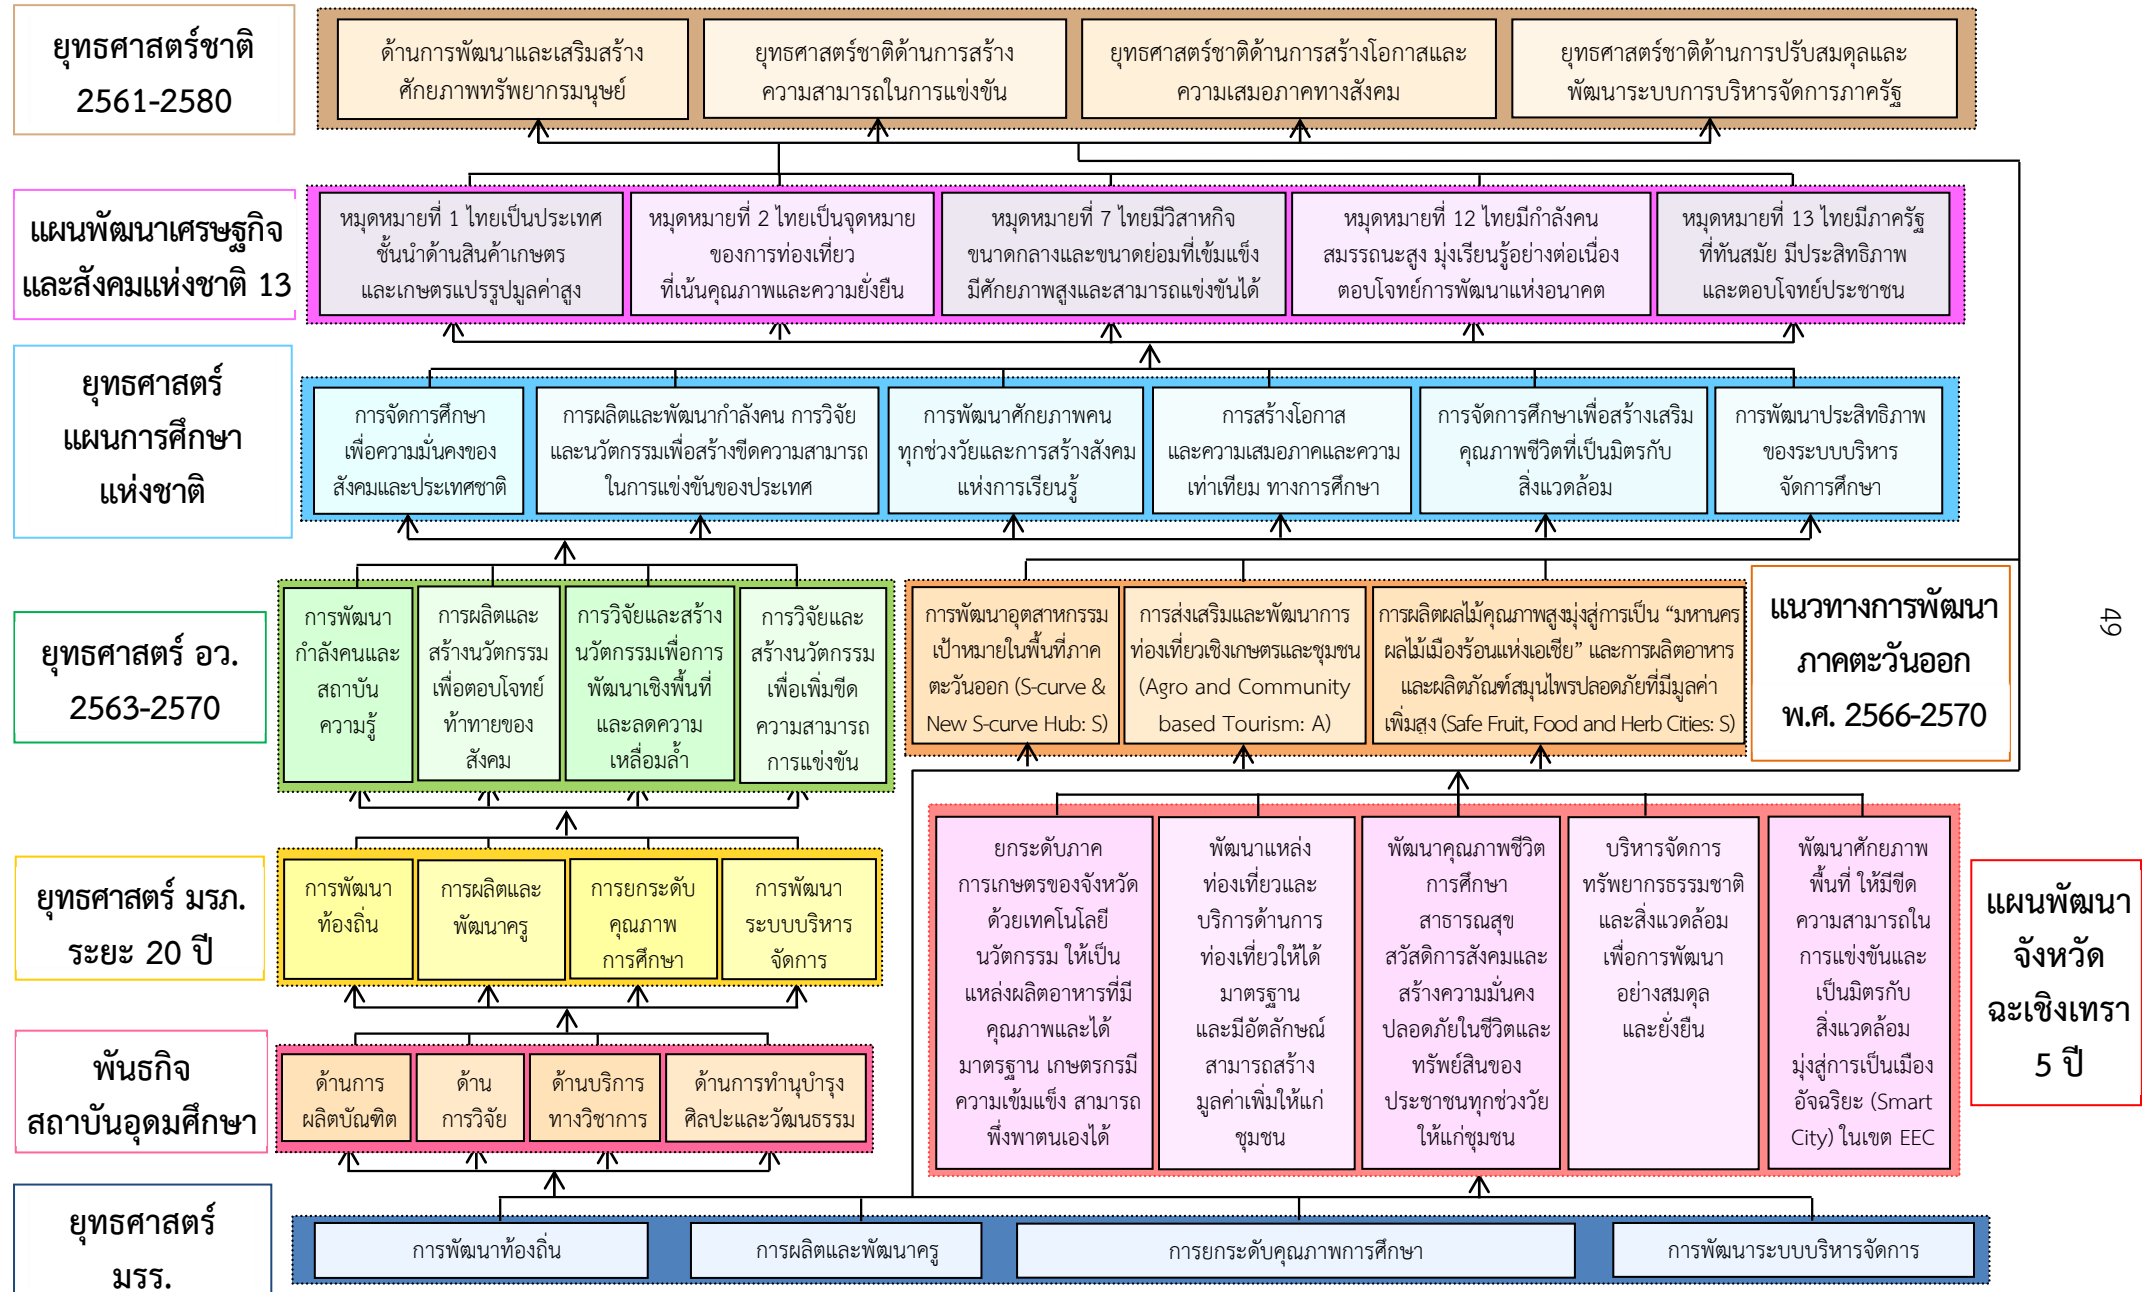 ยุทธศาสตร์ชาติ
2561-2580
ด้านการพัฒนาและเสริมสร้าง
ศักยภาพทรัพยากรมนุษย์
ยุทธศาสตร์ชาติด้านการสร้าง
ความสามารถในการแข่งขัน
ยุทธศาสตร์ชาติด้านการสร้างโอกาสและ
ความเสมอภาคทางสังคม
ยุทธศาสตร์ชาติด้านการปรับสมดุลและ
พัฒนาระบบการบริหารจัดการภาครัฐ
แผนพัฒนาเศรษฐกิจ
และสังคมแห่งชาติ 13
หมุดหมายที่ 1 ไทยเป็นประเทศ
ชั้นนำด้านสินค้าเกษตร
และเกษตรแปรรูปมูลค่าสูง
หมุดหมายที่ 2 ไทยเป็นจุดหมาย
ของการท่องเที่ยว
ที่เน้นคุณภาพและความยั่งยืน
หมุดหมายที่ 7 ไทยมีวิสาหกิจ
ขนาดกลางและขนาดย่อมที่เข้มแข็ง
มีศักยภาพสูงและสามารถแข่งขันได้
หมุดหมายที่ 12 ไทยมีกำลังคน
สมรรถนะสูง มุ่งเรียนรู้อย่างต่อเนื่อง
ตอบโจทย์การพัฒนาแห่งอนาคต
หมุดหมายที่ 13 ไทยมีภาครัฐ
ที่ทันสมัย มีประสิทธิภาพ
และตอบโจทย์ประชาชน
ยุทธศาสตร์
แผนการศึกษา
แห่งชาติ
การจัดการศึกษา
เพื่อความมั่นคงของ
สังคมและประเทศชาติ
การผลิตและพัฒนากำลังคน การวิจัย
และนวัตกรรมเพื่อสร้างขีดความสามารถ
ในการแข่งขันของประเทศ
การพัฒนาศักยภาพคน
ทุกช่วงวัยและการสร้างสังคม
แห่งการเรียนรู้
การสร้างโอกาส
และความเสมอภาคและความ
เท่าเทียม ทางการศึกษา
การจัดการศึกษาเพื่อสร้างเสริม
คุณภาพชีวิตที่เป็นมิตรกับ
สิ่งแวดล้อม
การพัฒนาประสิทธิภาพ
ของระบบบริหาร
จัดการศึกษา
ยุทธศาสตร์ อว.
2563-2570
การพัฒนา
กำลังคนและ
สถาบัน
ความรู้
การผลิตและ
สร้างนวัตกรรม
เพื่อตอบโจทย์
ท้าทายของ
สังคม
การวิจัยและสร้าง
นวัตกรรมเพื่อการ
พัฒนาเชิงพื้นที่
และลดความ
เหลื่อมล้ำ
การวิจัยและ
สร้างนวัตกรรม
เพื่อเพิ่มขีด
ความสามารถ
การแข่งขัน
การพัฒนาอุตสาหกรรม
เป้าหมายในพื้นที่ภาค
ตะวันออก (S-curve &
New S-curve Hub: S)
การส่งเสริมและพัฒนาการ
ท่องเที่ยวเชิงเกษตรและชุมชน
(Agro and Community
based Tourism: A)
การผลิตผลไม้คุณภาพสูงมุ่งสู่การเป็น “มหานคร
ผลไม้เมืองร้อนแห่งเอเชีย” และการผลิตอาหาร
และผลิตภัณฑ์สมุนไพรปลอดภัยที่มีมูลค่า
เพิ่มสูง (Safe Fruit, Food and Herb Cities: S)
แนวทางการพัฒนา
ภาคตะวันออก
พ.ศ. 2566-2570
49
ยุทธศาสตร์ มรภ.
ระยะ 20 ปี
การพัฒนา
ท้องถิ่น
การผลิตและ
พัฒนาครู
การยกระดับ
คุณภาพ
การศึกษา
การพัฒนา
ระบบบริหาร
จัดการ
ยกระดับภาค
การเกษตรของจังหวัด
ด้วยเทคโนโลยี
นวัตกรรม ให้เป็น
แหล่งผลิตอาหารที่มี
คุณภาพและได้
มาตรฐาน เกษตรกรมี
ความเข้มแข็ง สามารถ
พึ่งพาตนเองได้
พัฒนาแหล่ง
ท่องเที่ยวและ
บริการด้านการ
ท่องเที่ยวให้ได้
มาตรฐาน
และมีอัตลักษณ์
สามารถสร้าง
มูลค่าเพิ่มให้แก่
ชุมชน
พัฒนาคุณภาพชีวิต
การศึกษา
สาธารณสุข
สวัสดิการสังคมและ
สร้างความมั่นคง
ปลอดภัยในชีวิตและ
ทรัพย์สินของ
ประชาชนทุกช่วงวัย
ให้แก่ชุมชน
บริหารจัดการ
ทรัพยากรธรรมชาติ
และสิ่งแวดล้อม
เพื่อการพัฒนา
อย่างสมดุล
และยั่งยืน
พัฒนาศักยภาพ
พื้นที่ ให้มีขีด
ความสามารถใน
การแข่งขันและ
เป็นมิตรกับ
สิ่งแวดล้อม
มุ่งสู่การเป็นเมือง
อัจฉริยะ (Smart
City) ในเขต EEC
แผนพัฒนา
จังหวัด
ฉะเชิงเทรา
5 ปี
พันธกิจ
สถาบันอุดมศึกษา
ด้านการ
ผลิตบัณฑิต
ด้าน
การวิจัย
ด้านบริการ
ทางวิชาการ
ด้านการทำนุบำรุง
ศิลปะและวัฒนธรรม
ยุทธศาสตร์
มรร.
การพัฒนาท้องถิ่น
การผลิตและพัฒนาครู
การยกระดับคุณภาพการศึกษา
การพัฒนาระบบบริหารจัดการ